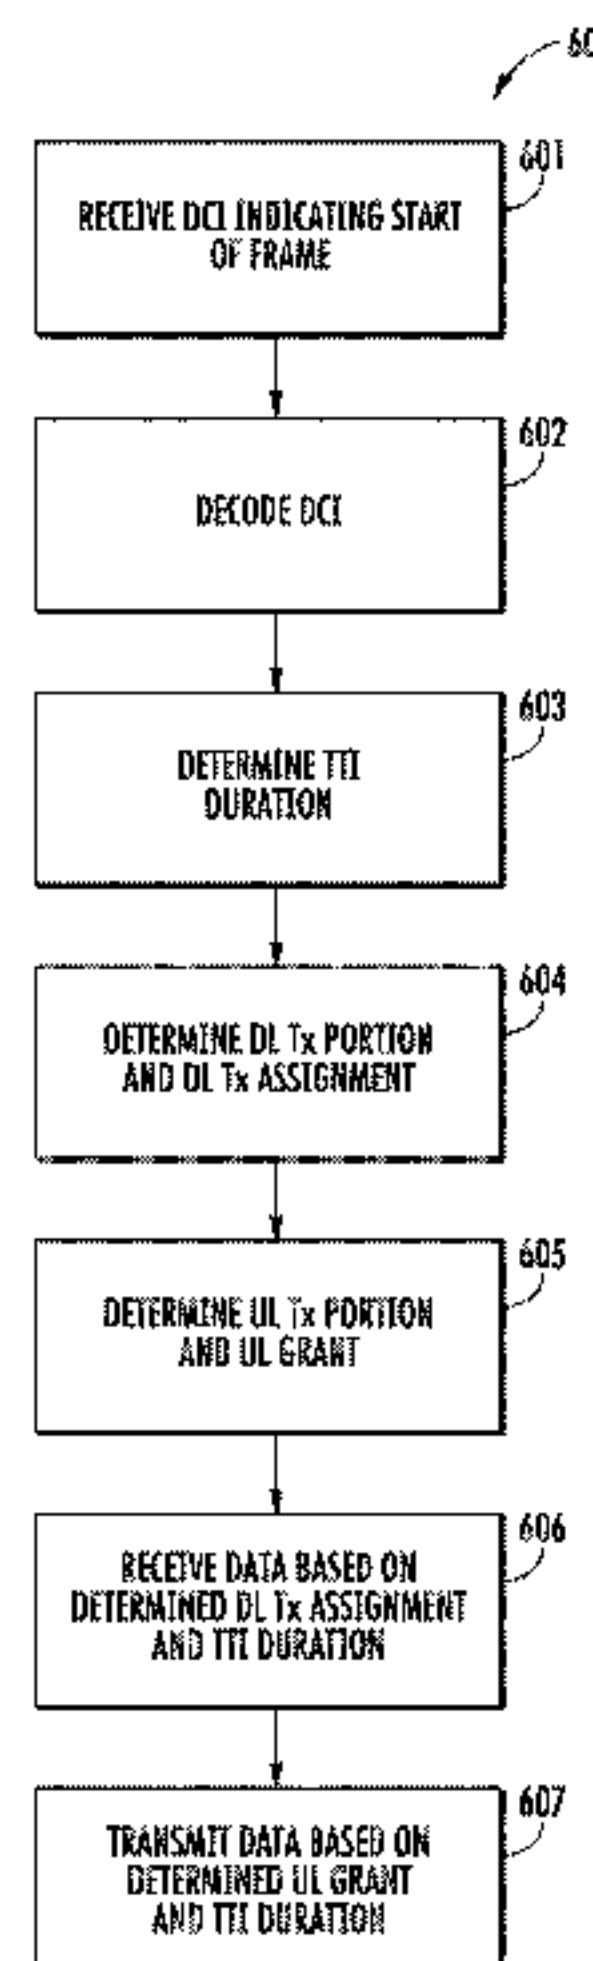 601
RECEIVE DCI INDICATING START
OF FRAME
602
DECODE DCI
603
DETERMINE TTI
DURATION
604
DETERMINE DL Tx PORTION
AND DL Tx ASSIGNMENT
605
DETERMINE UL Tx PORTION
AND UL GRANT
606
RECEIVE DATA BASED ON
DETERMINED DL Tx ASSIGNMENT
AND TTI DURATION
607
TRANSMIT DATA BASED ON
DETERMINED UL GRANT
AND TTI DURATION